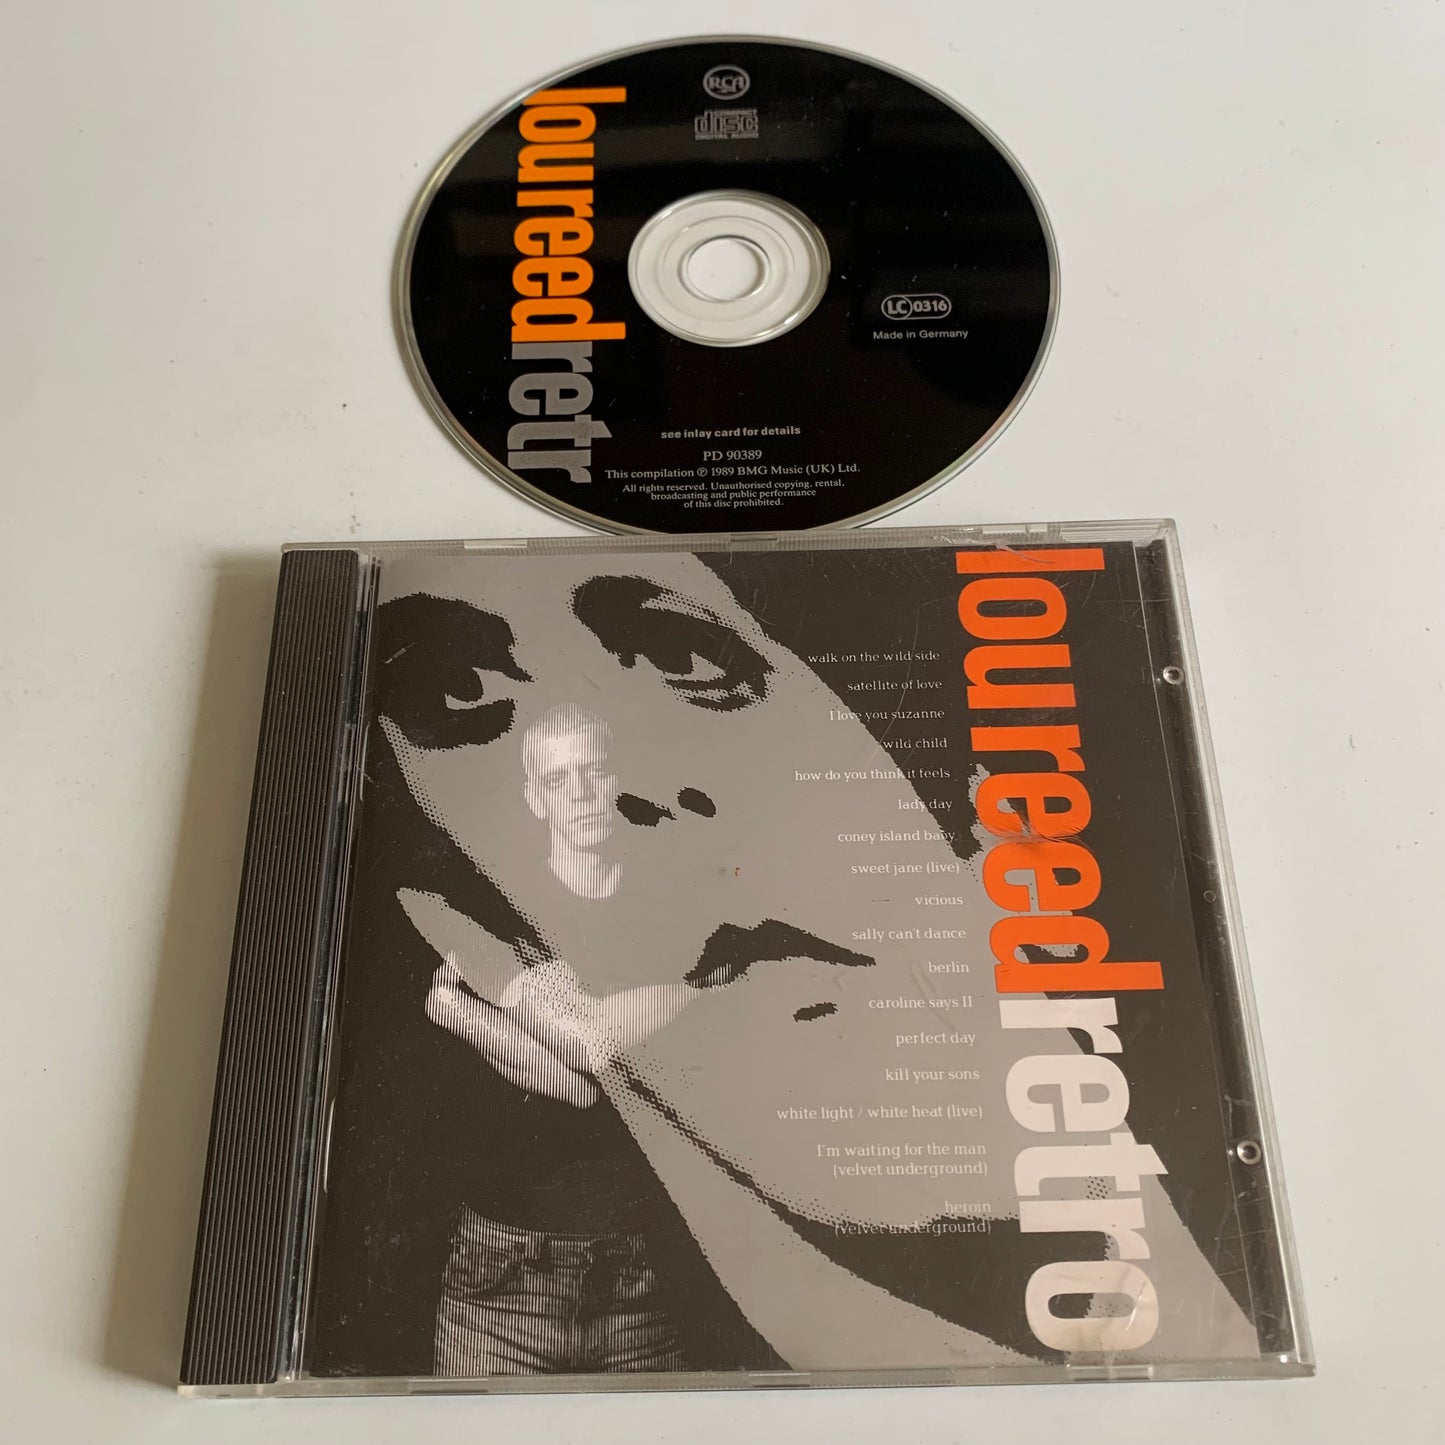 RCA
COMPACT
disc
DIGITAL AUDIO
loureedretr
LC 0316
Made in Germany
see inlay card for details
PD 90389
This compilation ℗ 1989 BMG Music (UK) Ltd.
All rights reserved. Unauthorised copying, rental,
broadcasting and public performance
of this disc prohibited.
loureedretro
walk on the wild side
satellite of love
I love you suzanne
wild child
how do you think it feels
lady day
coney island baby
sweet jane (live)
vicious
sally can't dance
berlin
caroline says II
perfect day
kill your sons
white light / white heat (live)
I'm waiting for the man
(velvet underground)
heroin
(velvet underground)